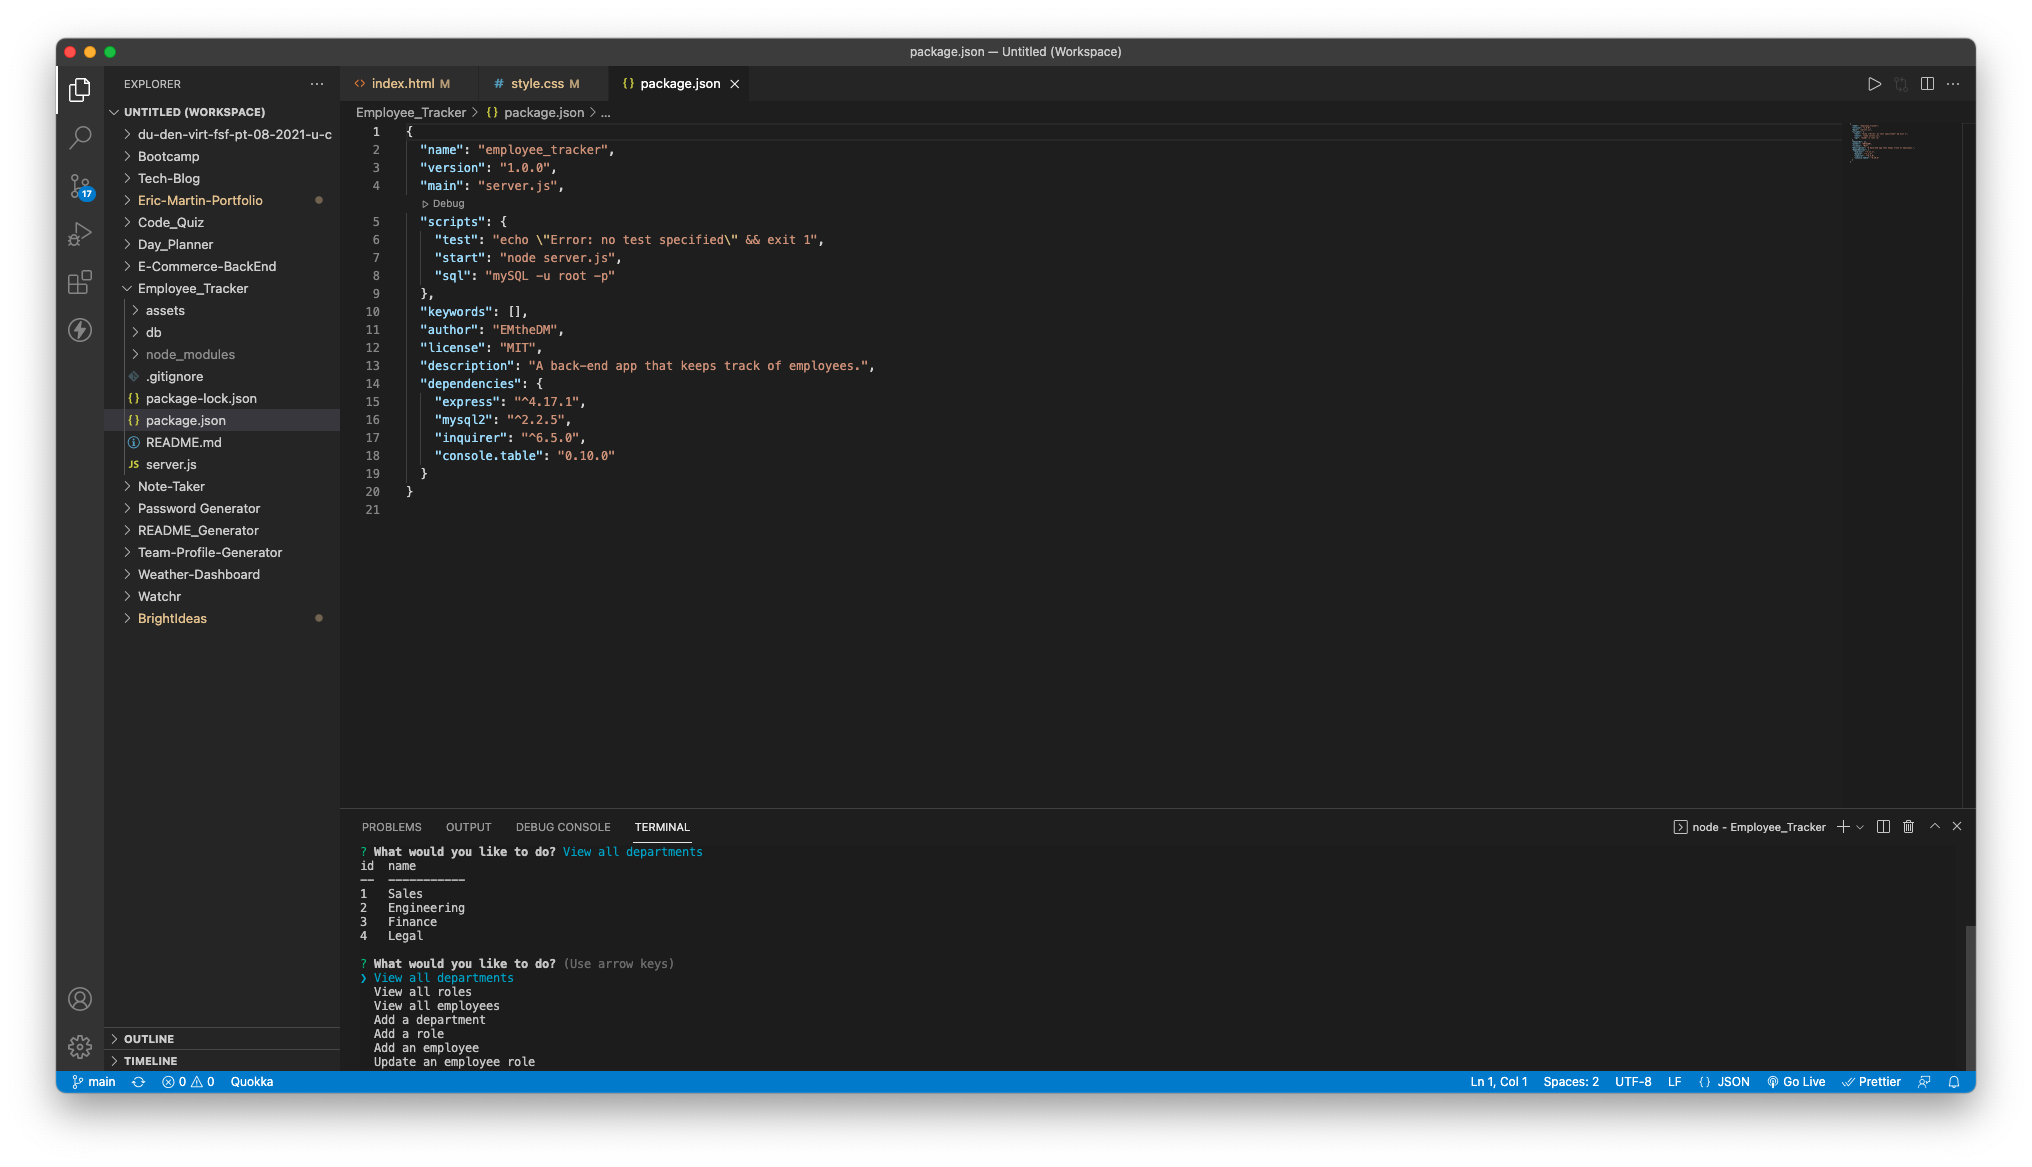 package.json — Untitled (Workspace)
EXPLORER
UNTITLED (WORKSPACE)
du-den-virt-fsf-pt-08-2021-u-c
Bootcamp
Tech-Blog
Eric-Martin-Portfolio
Code_Quiz
Day_Planner
E-Commerce-BackEnd
Employee_Tracker
assets
db
node_modules
.gitignore
{} package-lock.json
{} package.json
README.md
JS server.js
Note-Taker
Password Generator
README_Generator
Team-Profile-Generator
Weather-Dashboard
Watchr
BrightIdeas
OUTLINE
TIMELINE
17
<> index.html M
# style.css M
{} package.json
Employee_Tracker > {} package.json > ...
1 {
2 "name": "employee_tracker",
3 "version": "1.0.0",
4 "main": "server.js",
Debug
5 "scripts": {
6 "test": "echo \"Error: no test specified\" && exit 1",
7 "start": "node server.js",
8 "sql": "mySQL -u root -p"
9 },
10 "keywords": [],
11 "author": "EMtheDM",
12 "license": "MIT",
13 "description": "A back-end app that keeps track of employees.",
14 "dependencies": {
15 "express": "^4.17.1",
16 "mysql2": "^2.2.5",
17 "inquirer": "^6.5.0",
18 "console.table": "0.10.0"
19 }
20 }
21
PROBLEMS OUTPUT DEBUG CONSOLE TERMINAL
node - Employee_Tracker
? What would you like to do? View all departments
id name
-- -----------
1 Sales
2 Engineering
3 Finance
4 Legal
? What would you like to do? (Use arrow keys)
❯ View all departments
View all roles
View all employees
Add a department
Add a role
Add an employee
Update an employee role
main 0 0 Quokka
Ln 1, Col 1 Spaces: 2 UTF-8 LF {} JSON Go Live Prettier